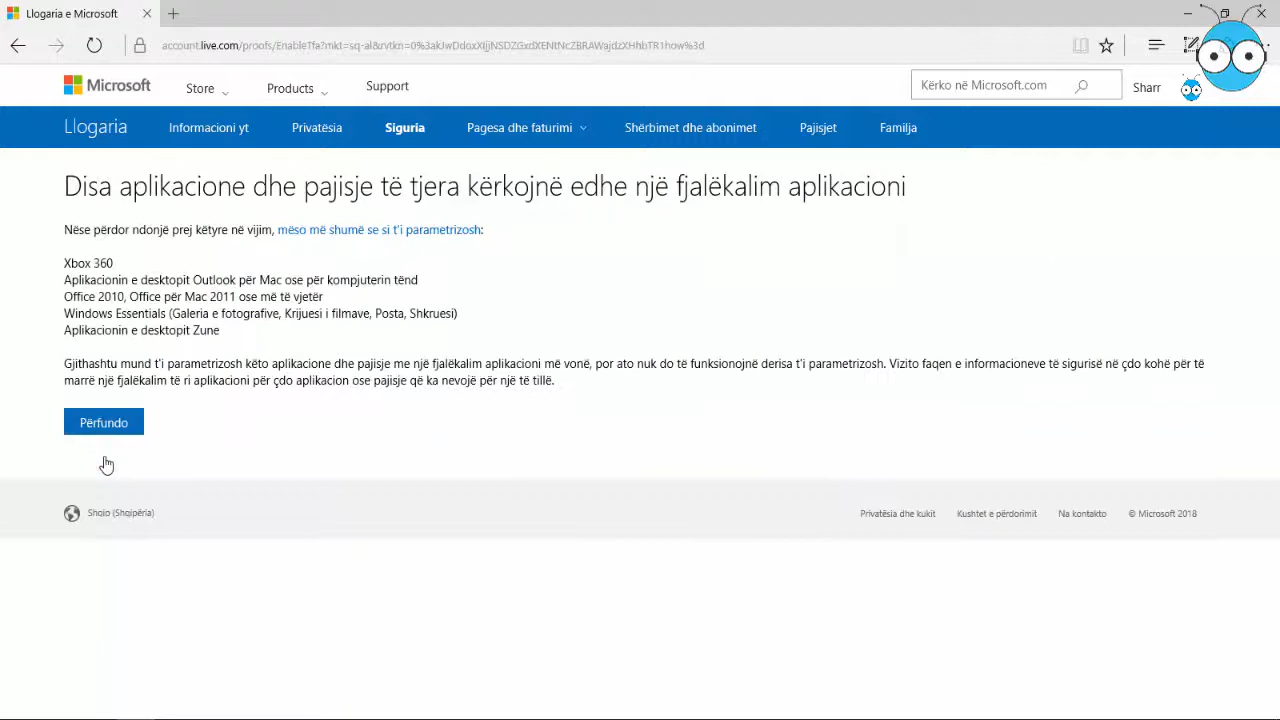 Llogaria e Microsoft
Microsoft Store Products Support Kërko në Microsoft.com Sharr
Llogaria Informacioni yt Privatësia Siguria Pagesa dhe faturimi Shërbimet dhe abonimet Pajisjet Familja
Disa aplikacione dhe pajisje të tjera kërkojnë edhe një fjalëkalim aplikacioni
Nëse përdor ndonjë prej këtyre në vijim, mëso më shumë se si t'i parametrizosh:
Xbox 360
Aplikacionin e desktopit Outlook për Mac ose për kompjuterin tënd
Office 2010, Office për Mac 2011 ose më të vjetër
Windows Essentials (Galeria e fotografive, Krijuesi i filmave, Posta, Shkruesi)
Aplikacionin e desktopit Zune
Gjithashtu mund t'i parametrizosh këto aplikacione dhe pajisje me një fjalëkalim aplikacioni më vonë, por ato nuk do të funksionojnë derisa t'i parametrizosh. Vizito faqen e informacioneve të sigurisë në çdo kohë për të
marrë një fjalëkalim të ri aplikacioni për çdo aplikacion ose pajisje që ka nevojë për një të tillë.
Përfundo
Shqip (Shqipëria) Privatësia dhe kukit Kushtet e përdorimit Na kontakto © Microsoft 2018